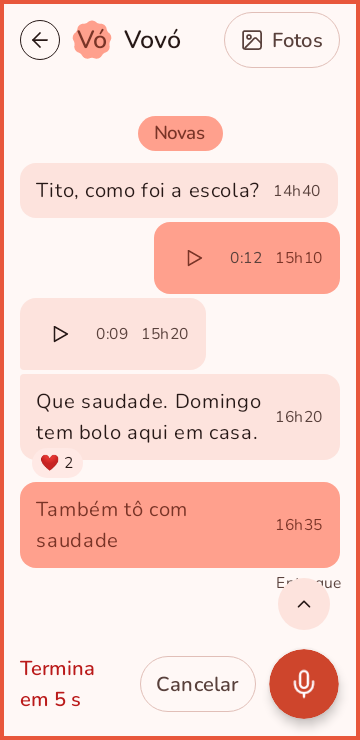 Vó Vovó Fotos
Novas
Tito, como foi a escola? 14h40
0:12 15h10
0:09 15h20
Que saudade. Domingo
tem bolo aqui em casa. 16h20
❤️ 2
Também tô com
saudade 16h35
Termina
em 5 s
Cancelar